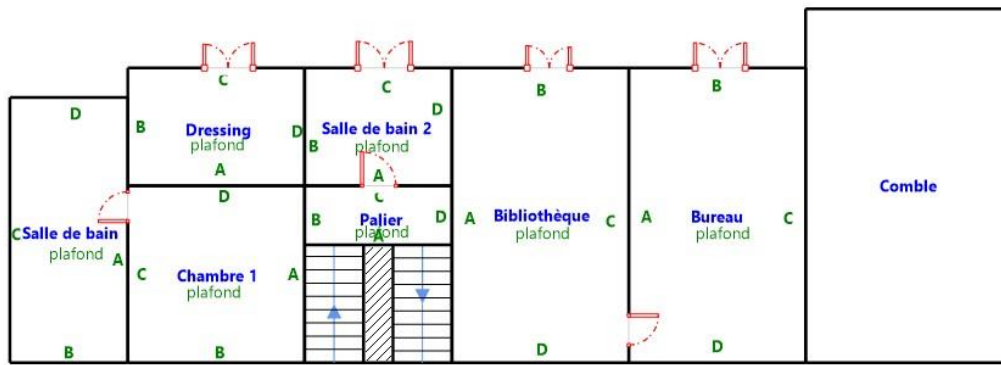 C
C
B
B
D
B
Dressing
plafond
D
A
D
B
Salle de bain 2
plafond
A
Comble
D
C
B
Palier
plafond
D
A
A
Bibliothèque
plafond
C
A
Bureau
plafond
C
C
Salle de bain
plafond
A
C
Chambre 1
plafond
A
B
B
D
D